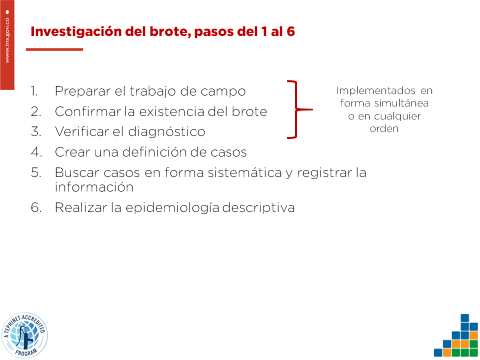 www.ins.gov.co
Investigación del brote, pasos del 1 al 6
1. Preparar el trabajo de campo
2. Confirmar la existencia del brote
3. Verificar el diagnóstico
4. Crear una definición de casos
5. Buscar casos en forma sistemática y registrar la
información
6. Realizar la epidemiología descriptiva
Implementados en
forma simultánea
o en cualquier
orden
A TEPHINET ACCREDITED
PROGRAM